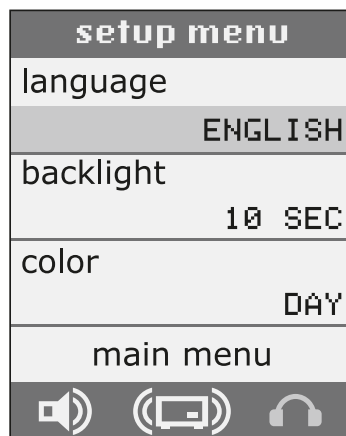 setup menu
language
ENGLISH
backlight
10 SEC
color
DAY
main menu